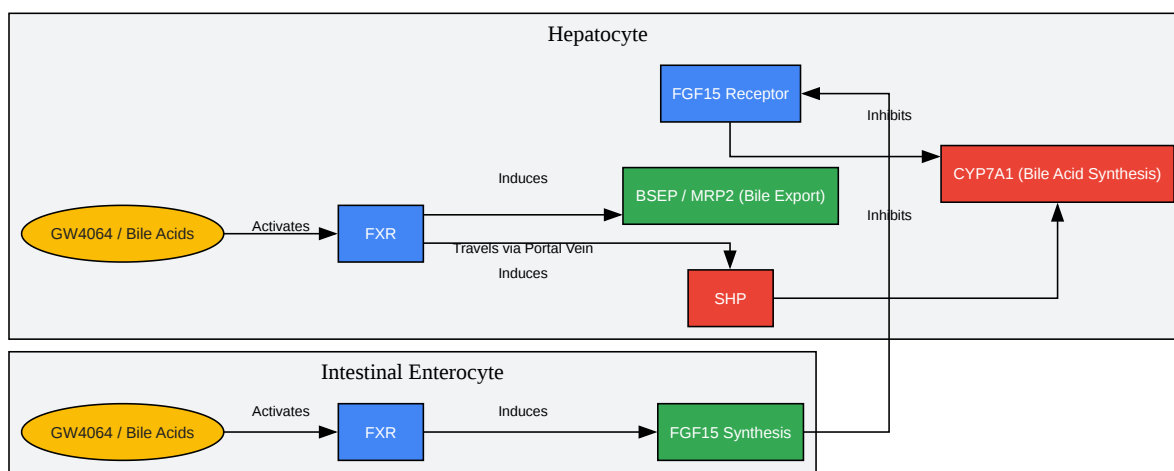 Hepatocyte
FGF15 Receptor
Inhibits
CYP7A1 (Bile Acid Synthesis)
Induces
BSEP / MRP2 (Bile Export)
Inhibits
GW4064 / Bile Acids
Activates
FXR
Travels via Portal Vein
Induces
SHP
Intestinal Enterocyte
GW4064 / Bile Acids
Activates
FXR
Induces
FGF15 Synthesis